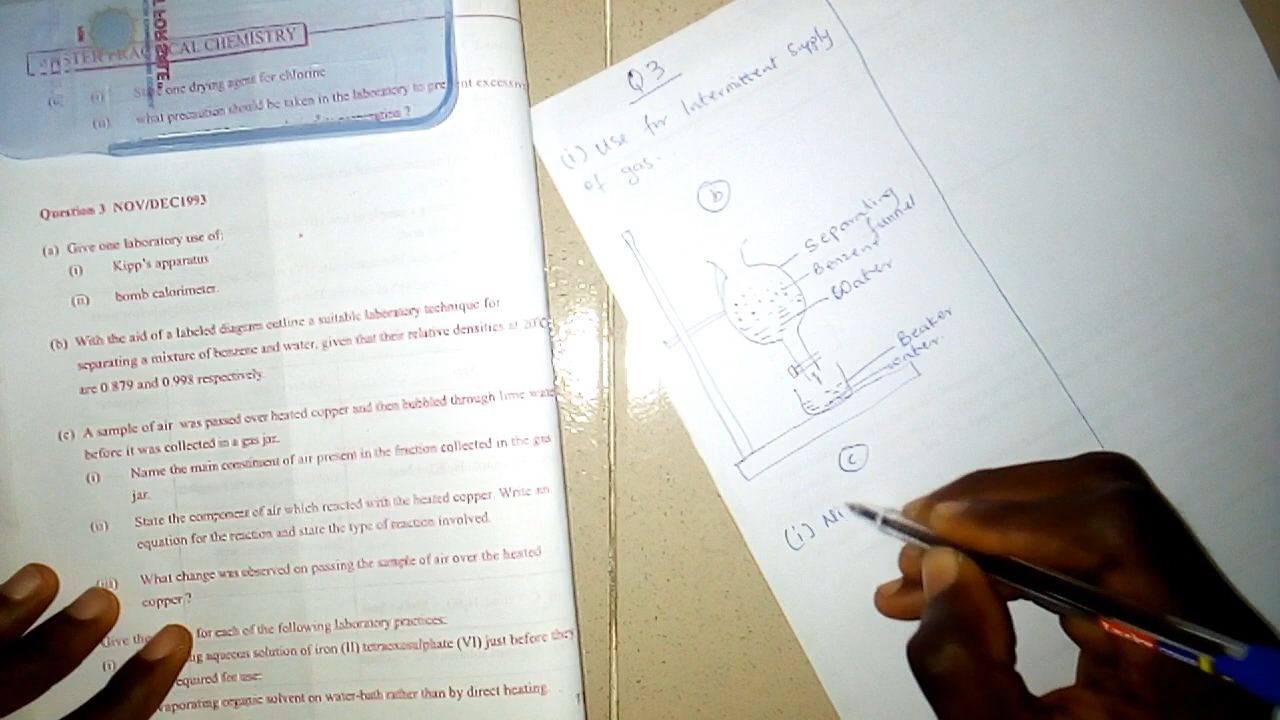 CAL CHEMISTRY
(i) one drying agent for chlorine
(ii) what precaution should be taken in the laboratory to excessive
Question 3 NOV/DEC1993
(a) Give one laboratory use of:
(i) Kipp's apparatus
(ii) bomb calorimeter.
(b) With the aid of a labeled diagram outline a suitable laboratory technique for
separating a mixture of benzene and water, given that their relative densities at 20°C
are 0.879 and 0.998 respectively.
(c) A sample of air was passed over heated copper and then bubbled through lime water
before it was collected in a gas jar.
(i) Name the main constituent of air present in the fraction collected in the gas
jar.
(ii) State the component of air which reacted with the heated copper. Write an
equation for the reaction and state the type of reaction involved.
(iii) What change was observed on passing the sample of air over the heated
copper?
Give the for each of the following laboratory practices:
(i) aqueous solution of iron (II) tetraoxosulphate (VI) just before they
required for use:
vaporating organic solvent on water-bath rather than by direct heating.
Q3
(i) Use for Intermittent Supply
of gas.
(b)
Separating
funnel
Benzene
Water
Beaker
water.
(c)
(i) Ni